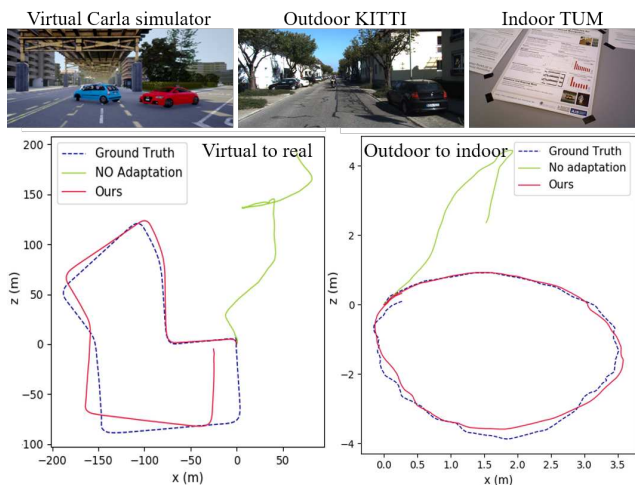 Virtual Carla simulator
Outdoor KITTI
Indoor TUM
Virtual to real
Ground Truth
NO Adaptation
Ours
200
150
100
50
0
−50
100
z (m)
−200
−150
−100
−50
0
50
x (m)
Outdoor to indoor
Ground Truth
No adaptation
Ours
4
2
0
−2
−4
z (m)
0.0
0.5
1.0
1.5
2.0
2.5
3.0
3.5
x (m)